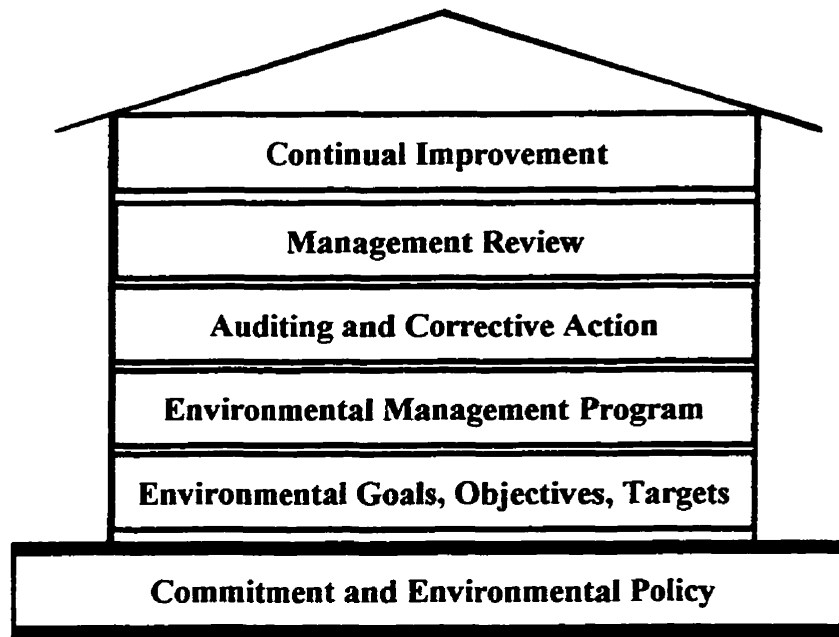 Continual Improvement
Management Review
Auditing and Corrective Action
Environmental Management Program
Environmental Goals, Objectives, Targets
Commitment and Environmental Policy